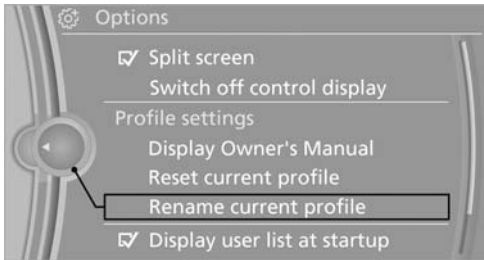 Options
Split screen
Switch off control display
Profile settings
Display Owner's Manual
Reset current profile
Rename current profile
Display user list at startup